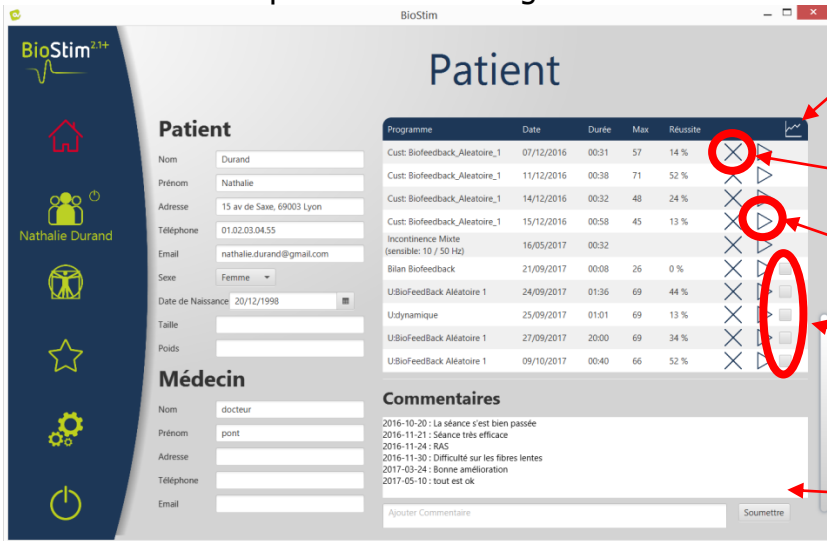 BioStim
BioStim 2.1+
Patient
Nathalie Durand
Patient
Nom Durand
Prénom Nathalie
Adresse 15 av de Saxe, 69003 Lyon
Téléphone 01.02.03.04.55
Email nathalie.durand@gmail.com
Sexe Femme
Date de Naissance 20/12/1998
Taille
Poids
Médecin
Nom docteur
Prénom pont
Adresse
Téléphone
Email
Programme Date Durée Max Réussite
Cust: Biofeedback_Aleatoire_1 07/12/2016 00:31 57 14 %
Cust: Biofeedback_Aleatoire_1 11/12/2016 00:38 71 52 %
Cust: Biofeedback_Aleatoire_1 14/12/2016 00:32 48 24 %
Cust: Biofeedback_Aleatoire_1 15/12/2016 00:58 45 13 %
Incontinence Mixte
(sensible: 10 / 50 Hz) 16/05/2017 00:32
Bilan Biofeedback 21/09/2017 00:08 26 0 %
U:BioFeedBack Aléatoire 1 24/09/2017 01:36 69 44 %
U:dynamique 25/09/2017 01:01 69 13 %
U:BioFeedBack Aléatoire 1 27/09/2017 20:00 69 34 %
U:BioFeedBack Aléatoire 1 09/10/2017 00:40 66 52 %
Commentaires
2016-10-20 : La séance s'est bien passée
2016-11-21 : Séance très efficace
2016-11-24 : RAS
2016-11-30 : Difficulté sur les fibres lentes
2017-03-24 : Bonne amélioration
2017-05-10 : tout est ok
Ajouter Commentaire
Soumettre